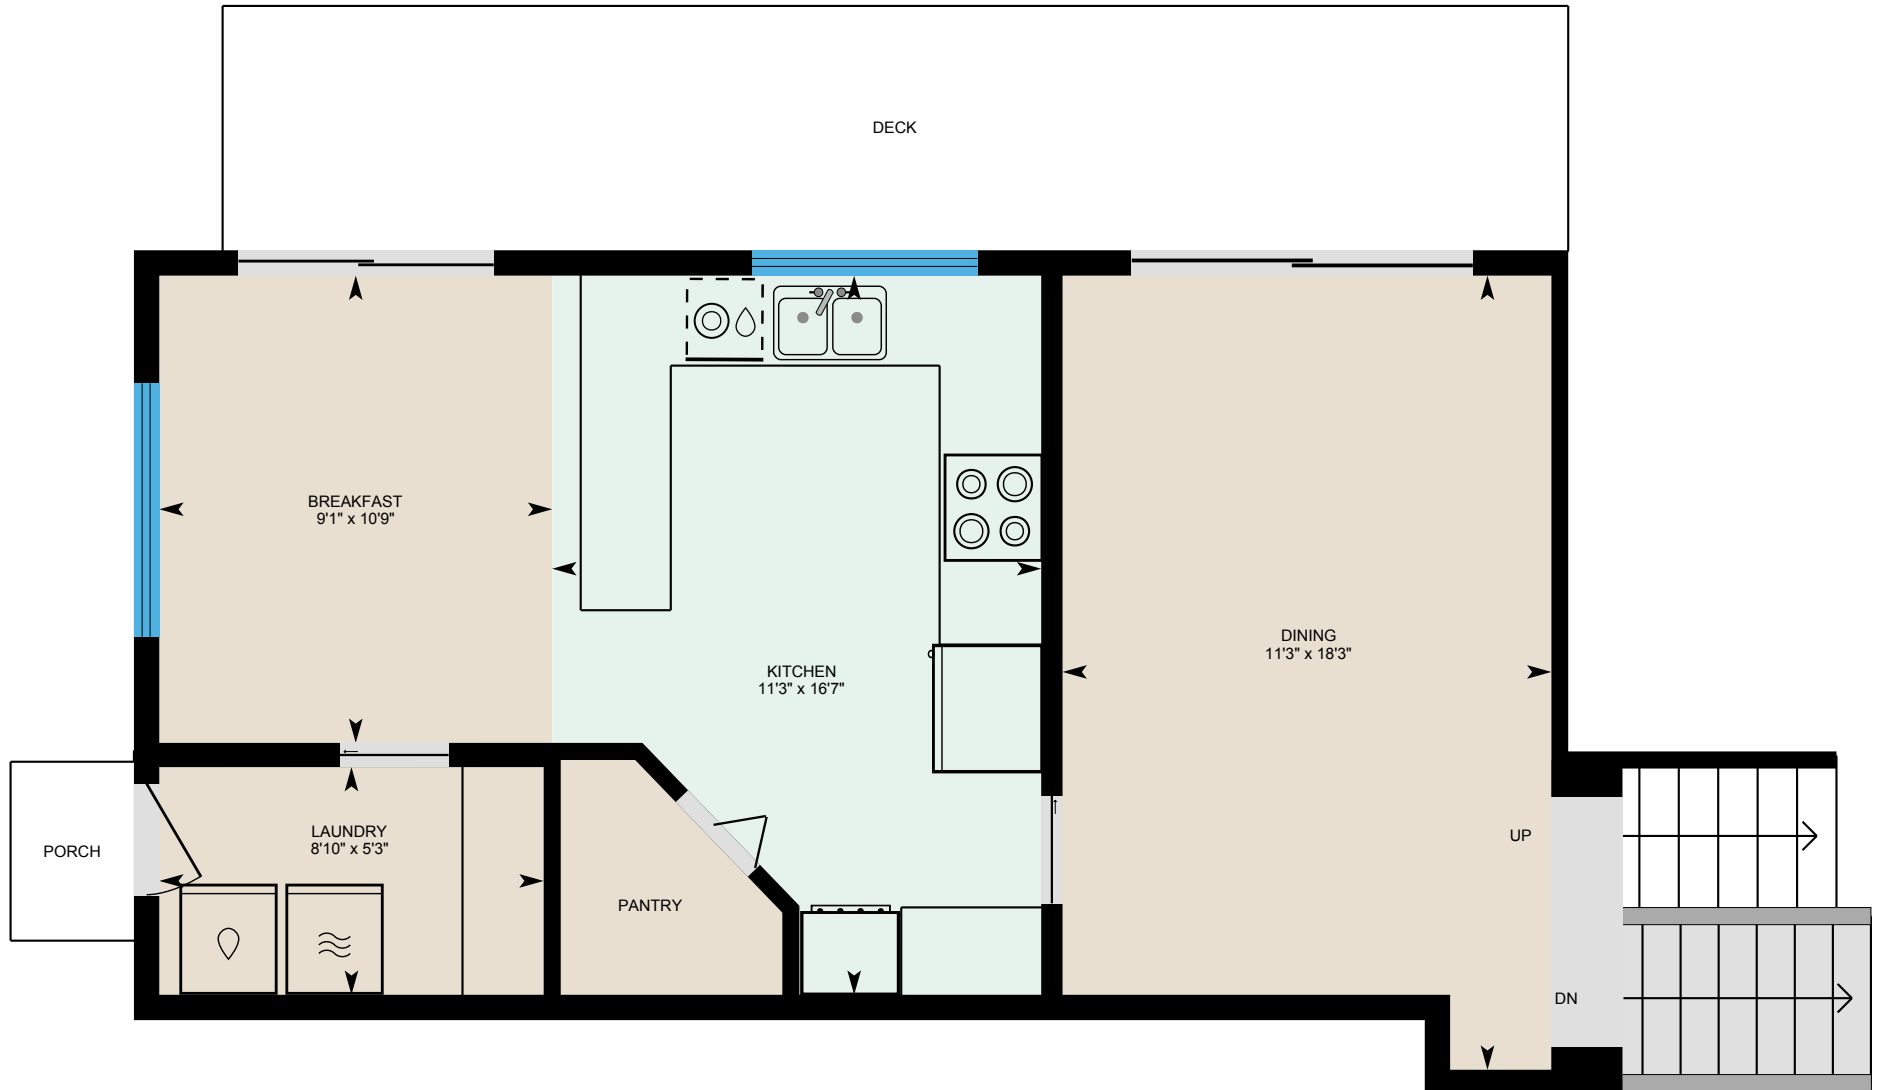 DECK
BREAKFAST
9'1" x 10'9"
DINING
11'3" x 18'3"
KITCHEN
11'3" x 16'7"
LAUNDRY
8'10" x 5'3"
UP
PORCH
PANTRY
DN